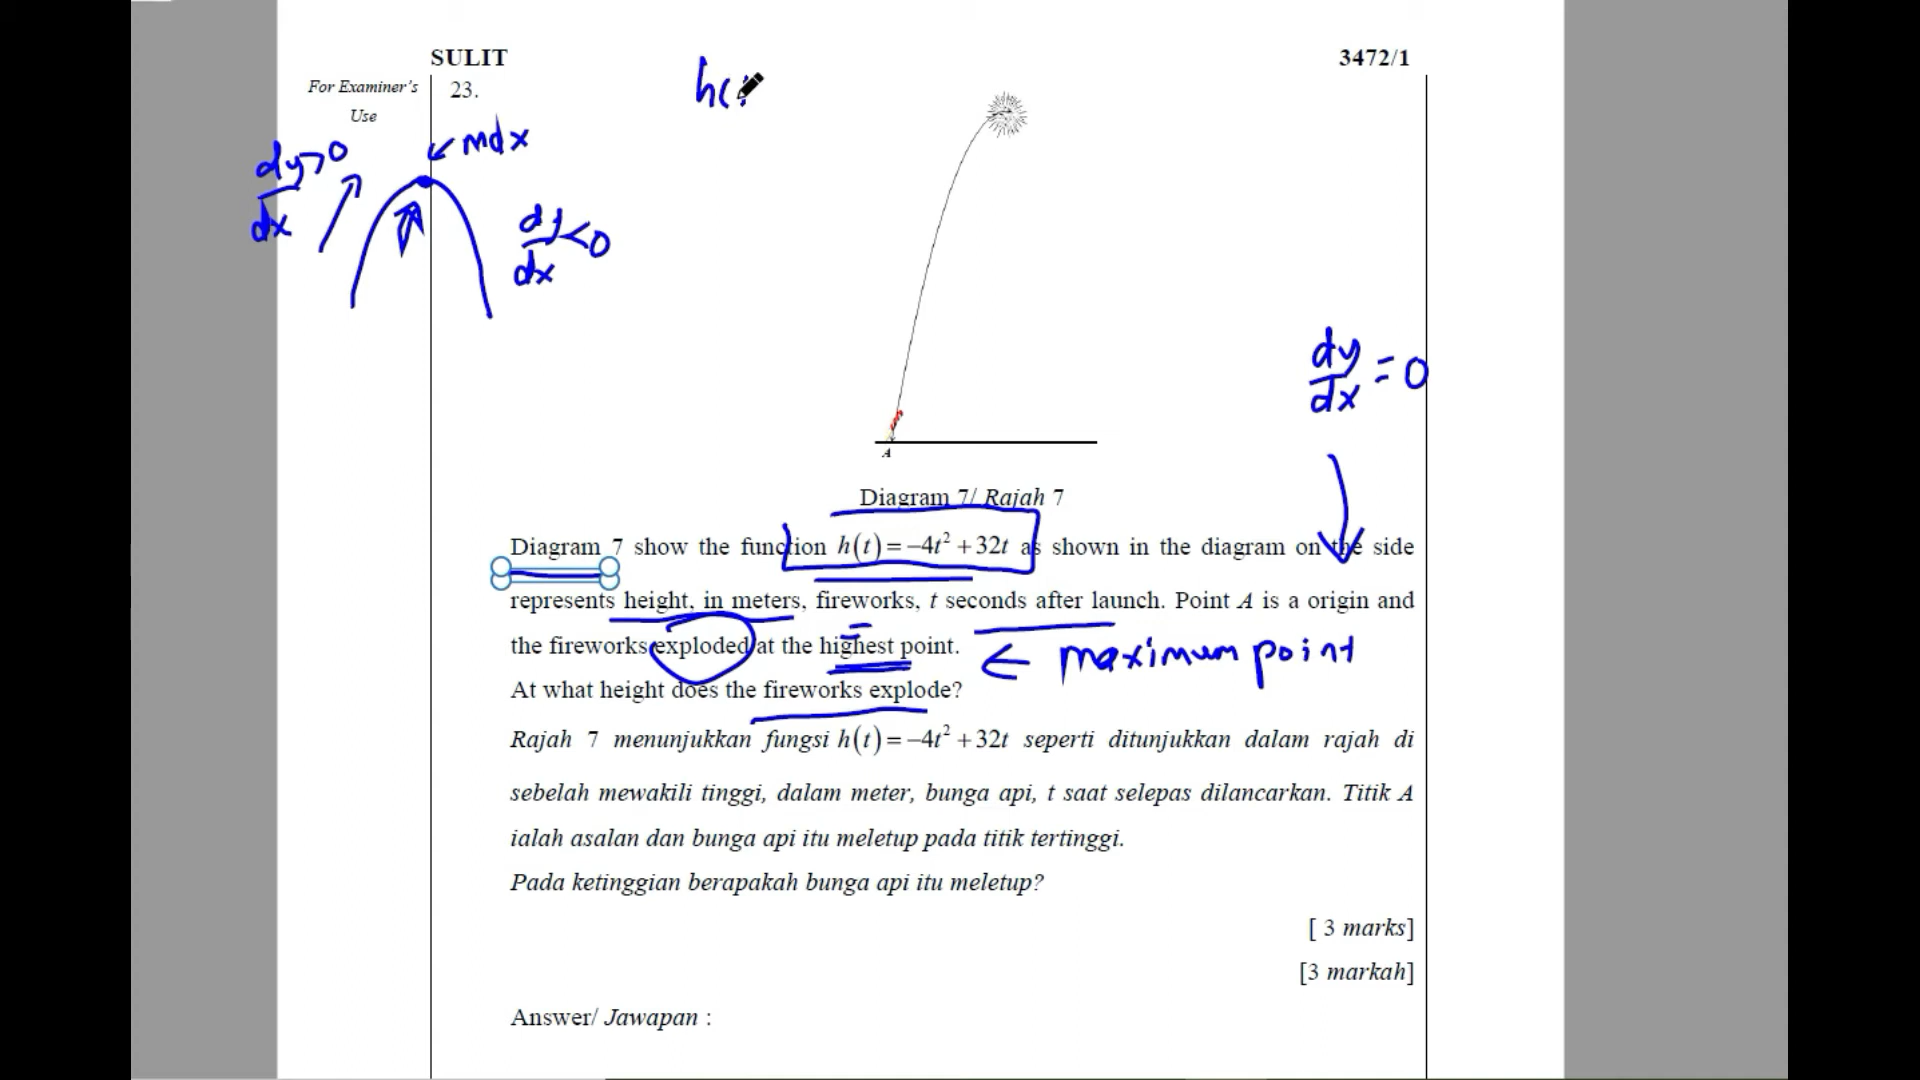 SULIT 3472/1
For Examiner's
Use
23.
h(
max
dy/dx > 0
dy/dx < 0
dy/dx = 0
A
Diagram 7/ Rajah 7
Diagram 7 show the function h(t) = −4t² + 32t as shown in the diagram on the side
represents height, in meters, fireworks, t seconds after launch. Point A is a origin and
the fireworks exploded at the highest point.
← maximum point
At what height does the fireworks explode?
Rajah 7 menunjukkan fungsi h(t) = −4t² + 32t seperti ditunjukkan dalam rajah di
sebelah mewakili tinggi, dalam meter, bunga api, t saat selepas dilancarkan. Titik A
ialah asalan dan bunga api itu meletup pada titik tertinggi.
Pada ketinggian berapakah bunga api itu meletup?
[ 3 marks]
[3 markah]
Answer/ Jawapan :